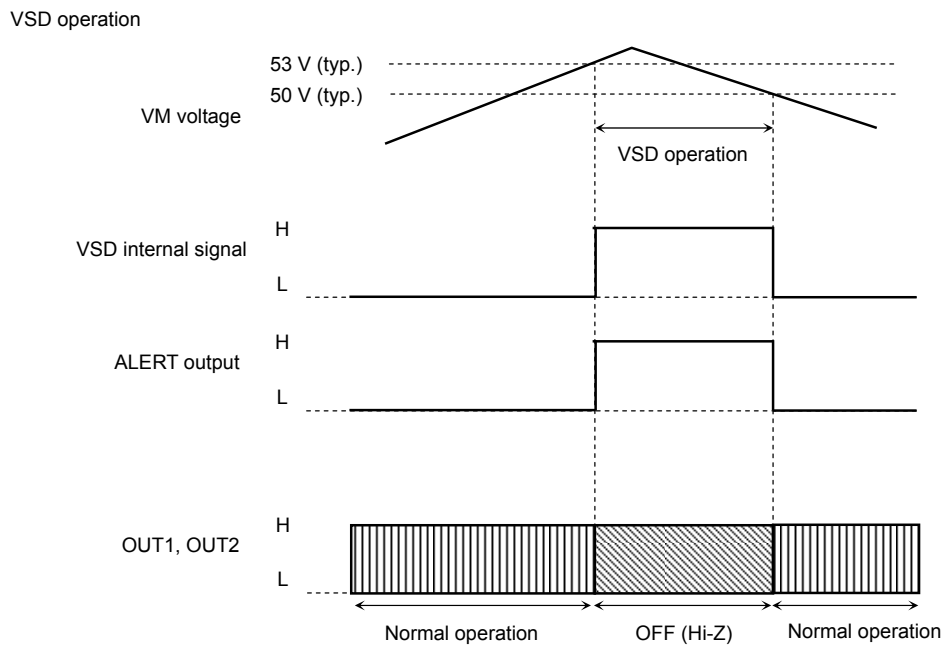 VSD operation
53 V (typ.)
50 V (typ.)
VM voltage
VSD operation
H
VSD internal signal
L
H
ALERT output
L
H
OUT1, OUT2
L
Normal operation
OFF (Hi-Z)
Normal operation